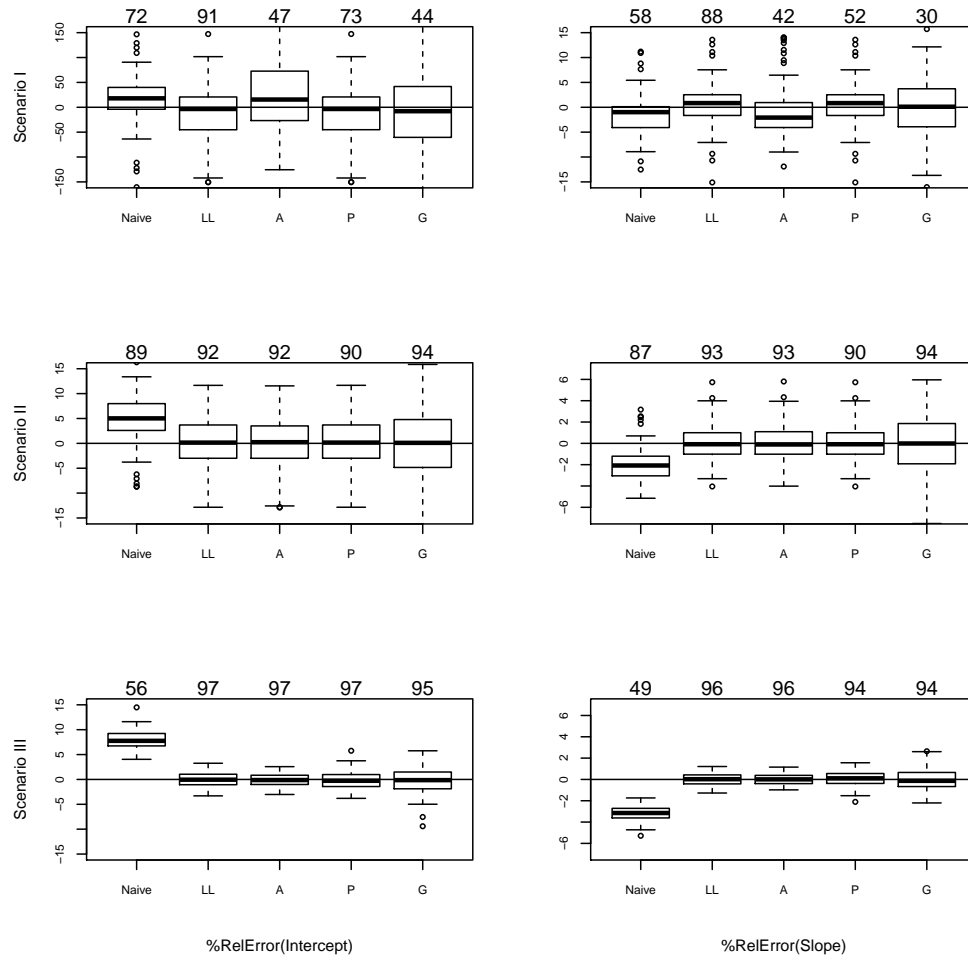 72 91 47 73 44
Scenario I
150
50
0
−50
−150
Naive LL A P G
58 88 42 52 30
15
5
0
−5
−15
Naive LL A P G
89 92 92 90 94
Scenario II
15
10
5
0
−5
−15
Naive LL A P G
87 93 93 90 94
6
4
2
0
−2
−6
Naive LL A P G
56 97 97 97 95
Scenario III
15
10
5
0
−5
−15
Naive LL A P G
49 96 96 94 94
6
4
2
0
−2
−6
Naive LL A P G
%RelError(Intercept)
%RelError(Slope)